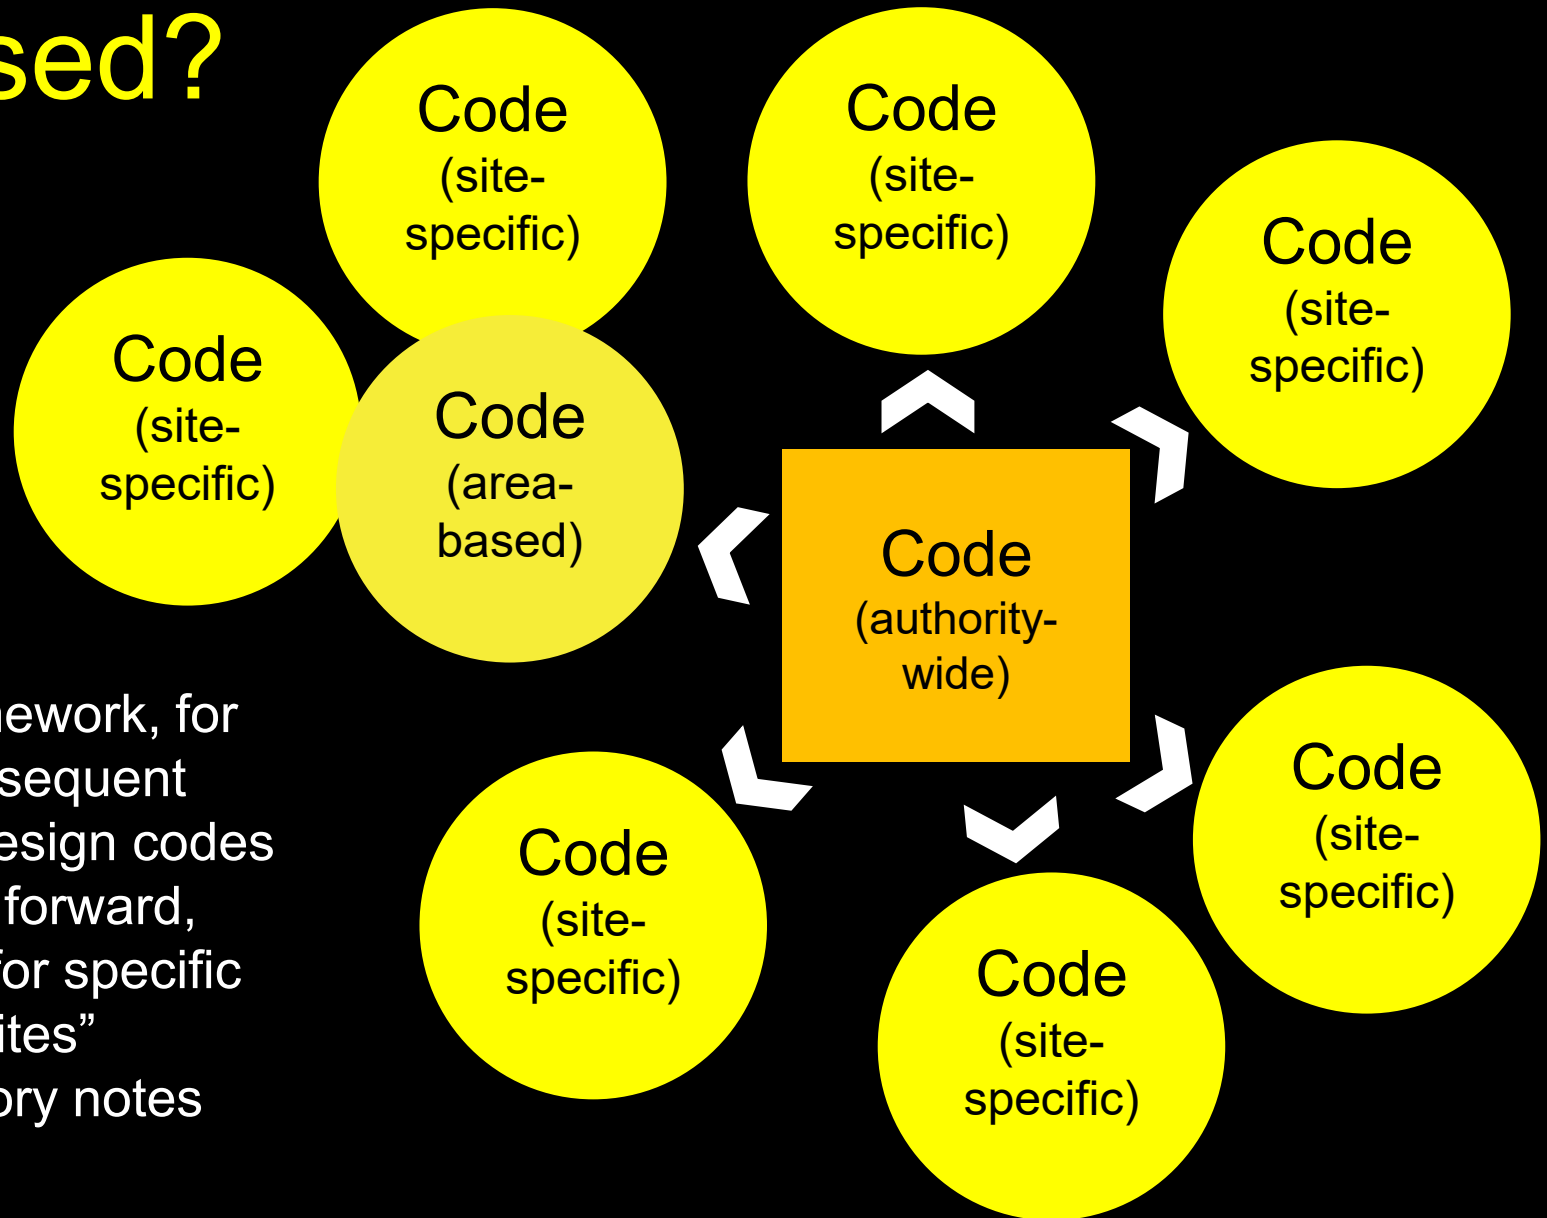 sed?
Code
(site-
specific)
Code
(site-
specific)
Code
(site-
specific)
Code
(site-
specific)
Code
(area-
based)
Code
(authority-
wide)
ework, for
sequent
esign codes
forward,
for specific
ites”
ory notes
Code
(site-
specific)
Code
(site-
specific)
Code
(site-
specific)